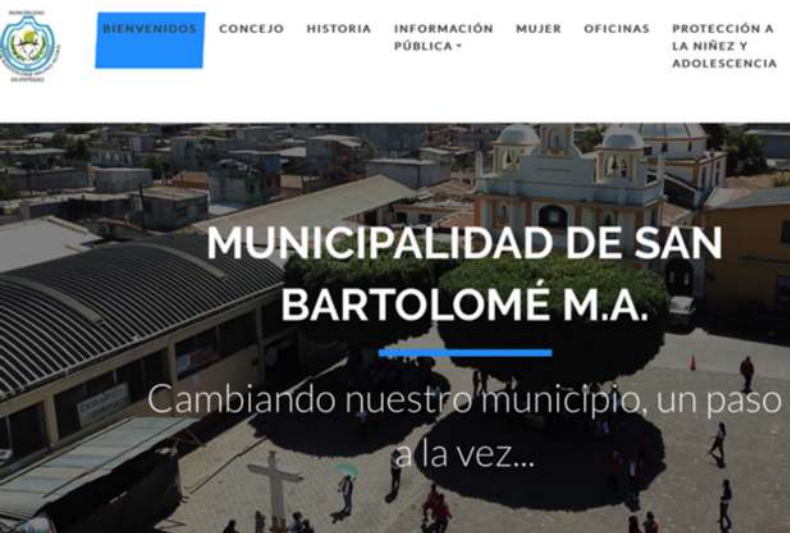 MUNICIPALIDAD
BIENVENIDOS
CONCEJO
HISTORIA
INFORMACIÓN
PÚBLICA
MUJER
OFICINAS
PROTECCIÓN A
LA NIÑEZ Y
ADOLESCENCIA
MUNICIPALIDAD DE SAN
BARTOLOMÉ M.A.
Cambiando nuestro municipio, un paso
a la vez...